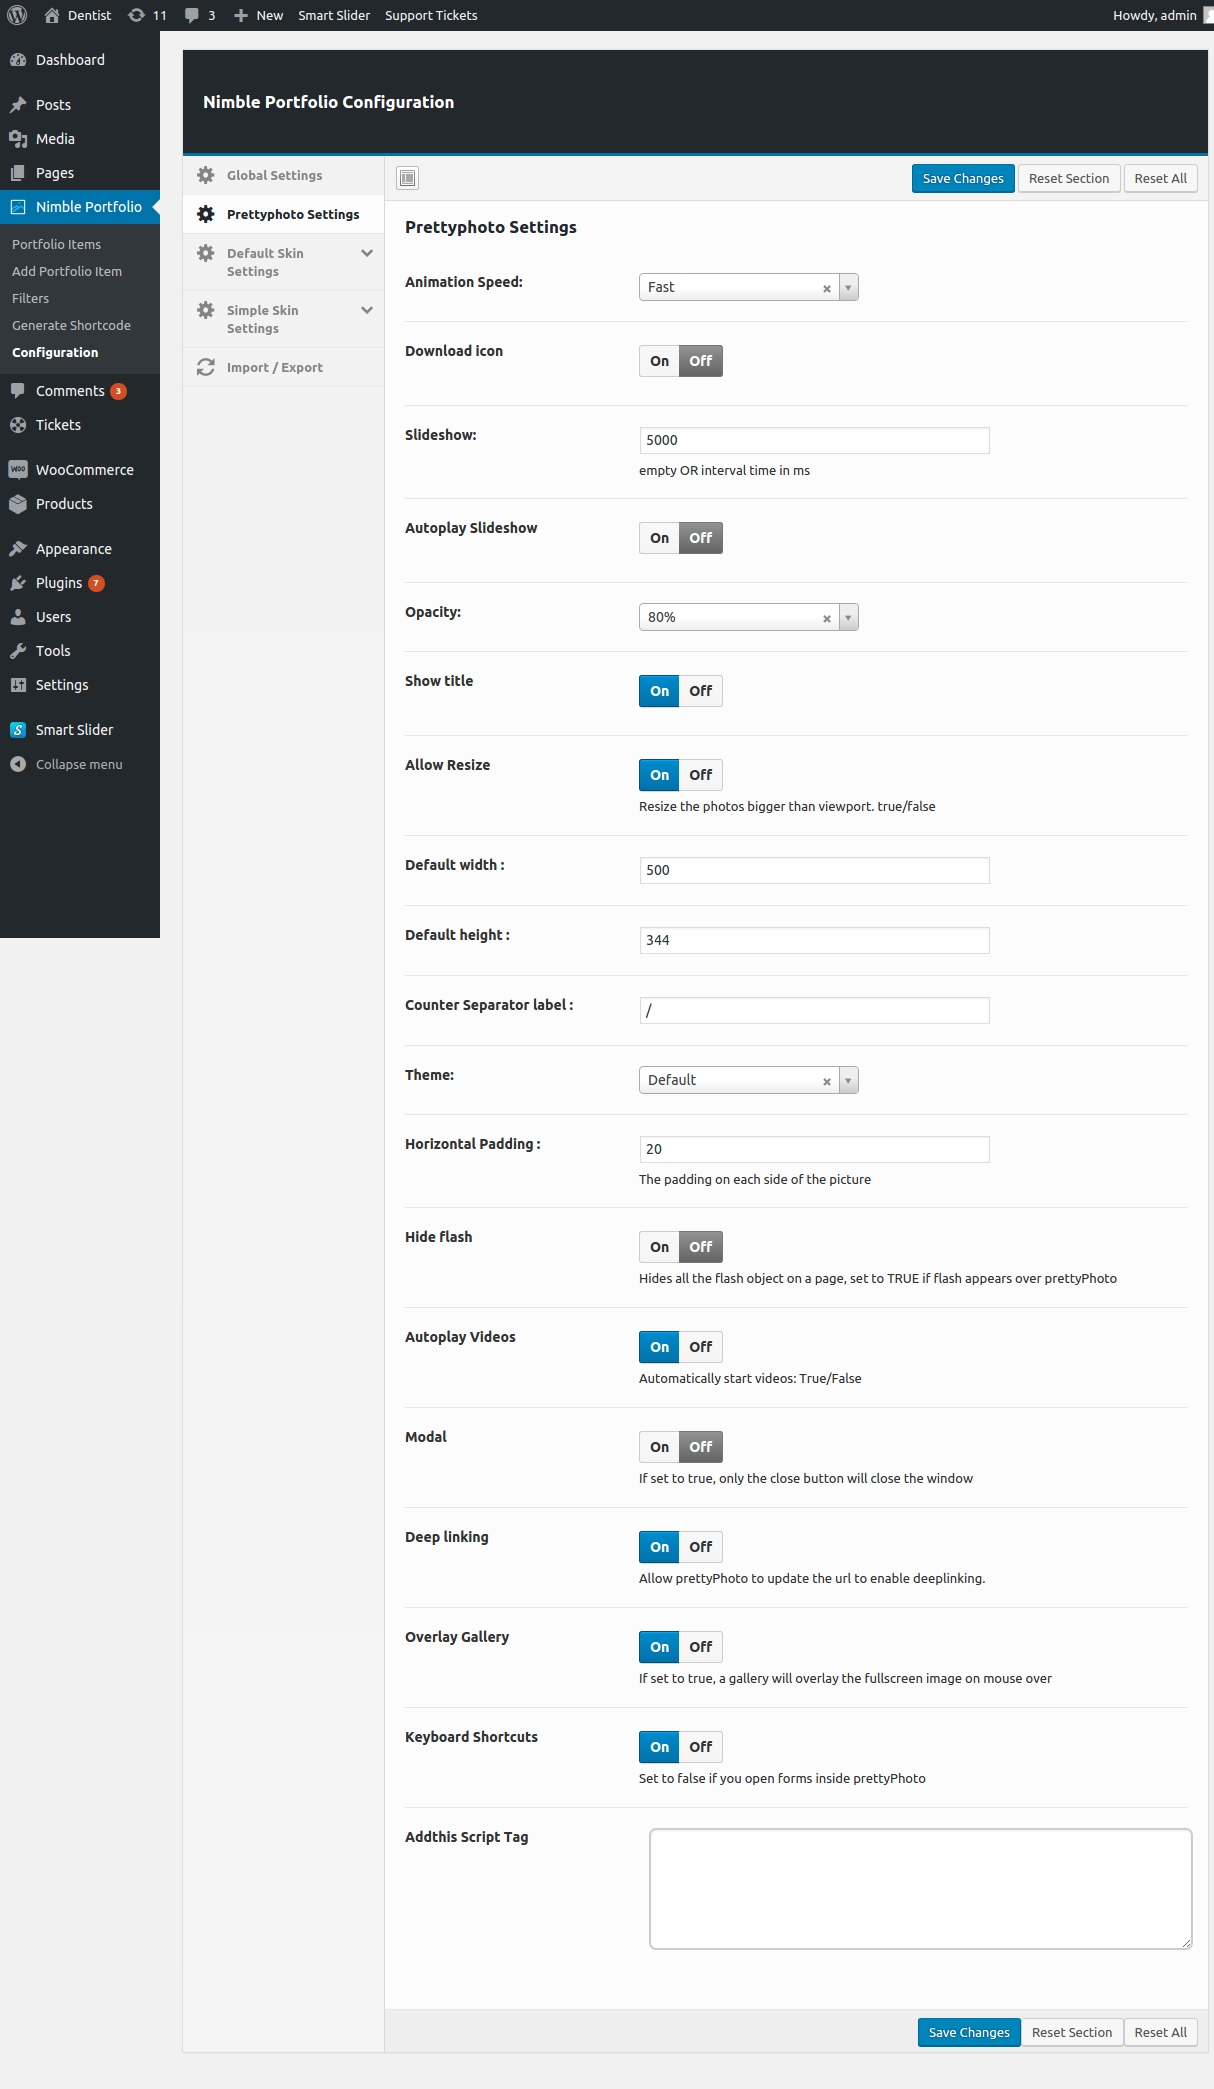 Dentist 11 3 New Smart Slider Support Tickets Howdy, admin
Dashboard
Posts
Media
Pages
Nimble Portfolio
Portfolio Items
Add Portfolio Item
Filters
Generate Shortcode
Configuration
Comments 3
Tickets
WOO WooCommerce
Products
Appearance
Plugins 7
Users
Tools
Settings
S Smart Slider
Collapse menu
Nimble Portfolio Configuration
Global Settings
Prettyphoto Settings
Default Skin
Settings
Simple Skin
Settings
Import / Export
Save Changes Reset Section Reset All
Prettyphoto Settings
Animation Speed: Fast
Download icon On Off
Slideshow: 5000
empty OR interval time in ms
Autoplay Slideshow On Off
Opacity: 80%
Show title On Off
Allow Resize On Off
Resize the photos bigger than viewport. true/false
Default width : 500
Default height : 344
Counter Separator label : /
Theme: Default
Horizontal Padding : 20
The padding on each side of the picture
Hide flash On Off
Hides all the flash object on a page, set to TRUE if flash appears over prettyPhoto
Autoplay Videos On Off
Automatically start videos: True/False
Modal On Off
If set to true, only the close button will close the window
Deep linking On Off
Allow prettyPhoto to update the url to enable deeplinking.
Overlay Gallery On Off
If set to true, a gallery will overlay the fullscreen image on mouse over
Keyboard Shortcuts On Off
Set to false if you open forms inside prettyPhoto
Addthis Script Tag
Save Changes Reset Section Reset All